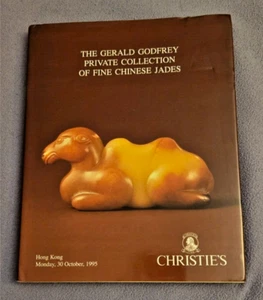 THE GERALD GODFREY
PRIVATE COLLECTION
OF FINE CHINESE JADES
Hong Kong
Monday, 30 October, 1995
CHRISTIE'S